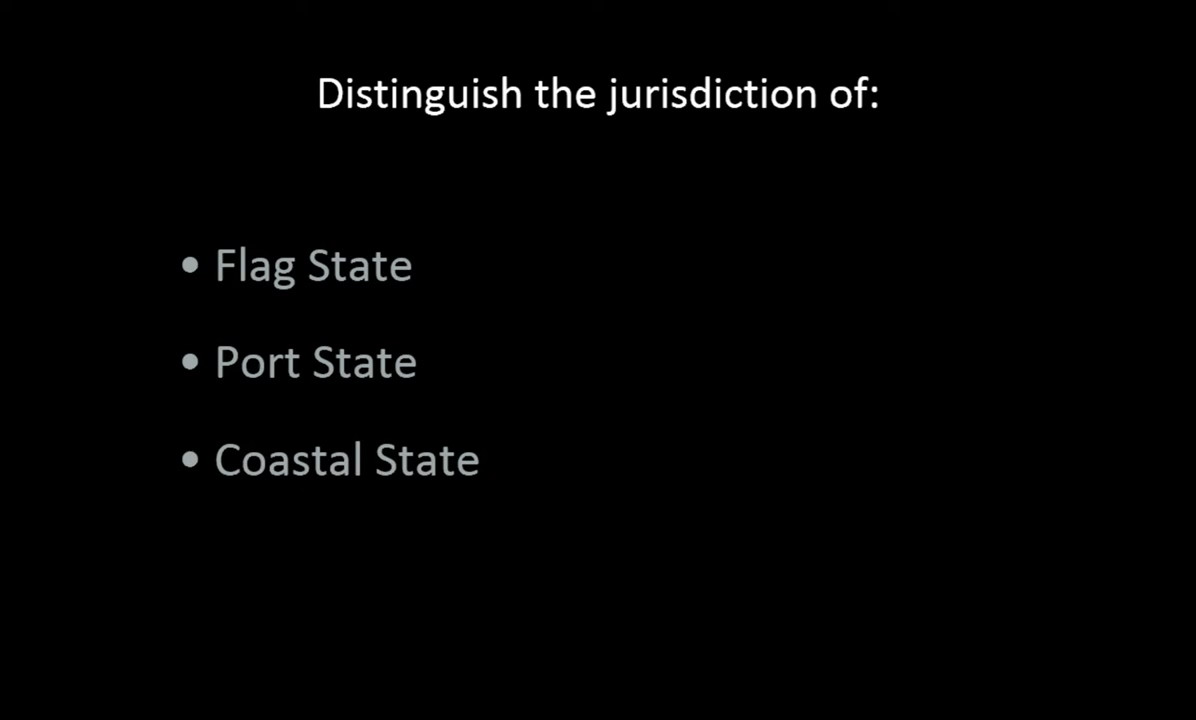 Distinguish the jurisdiction of:
• Flag State
• Port State
• Coastal State